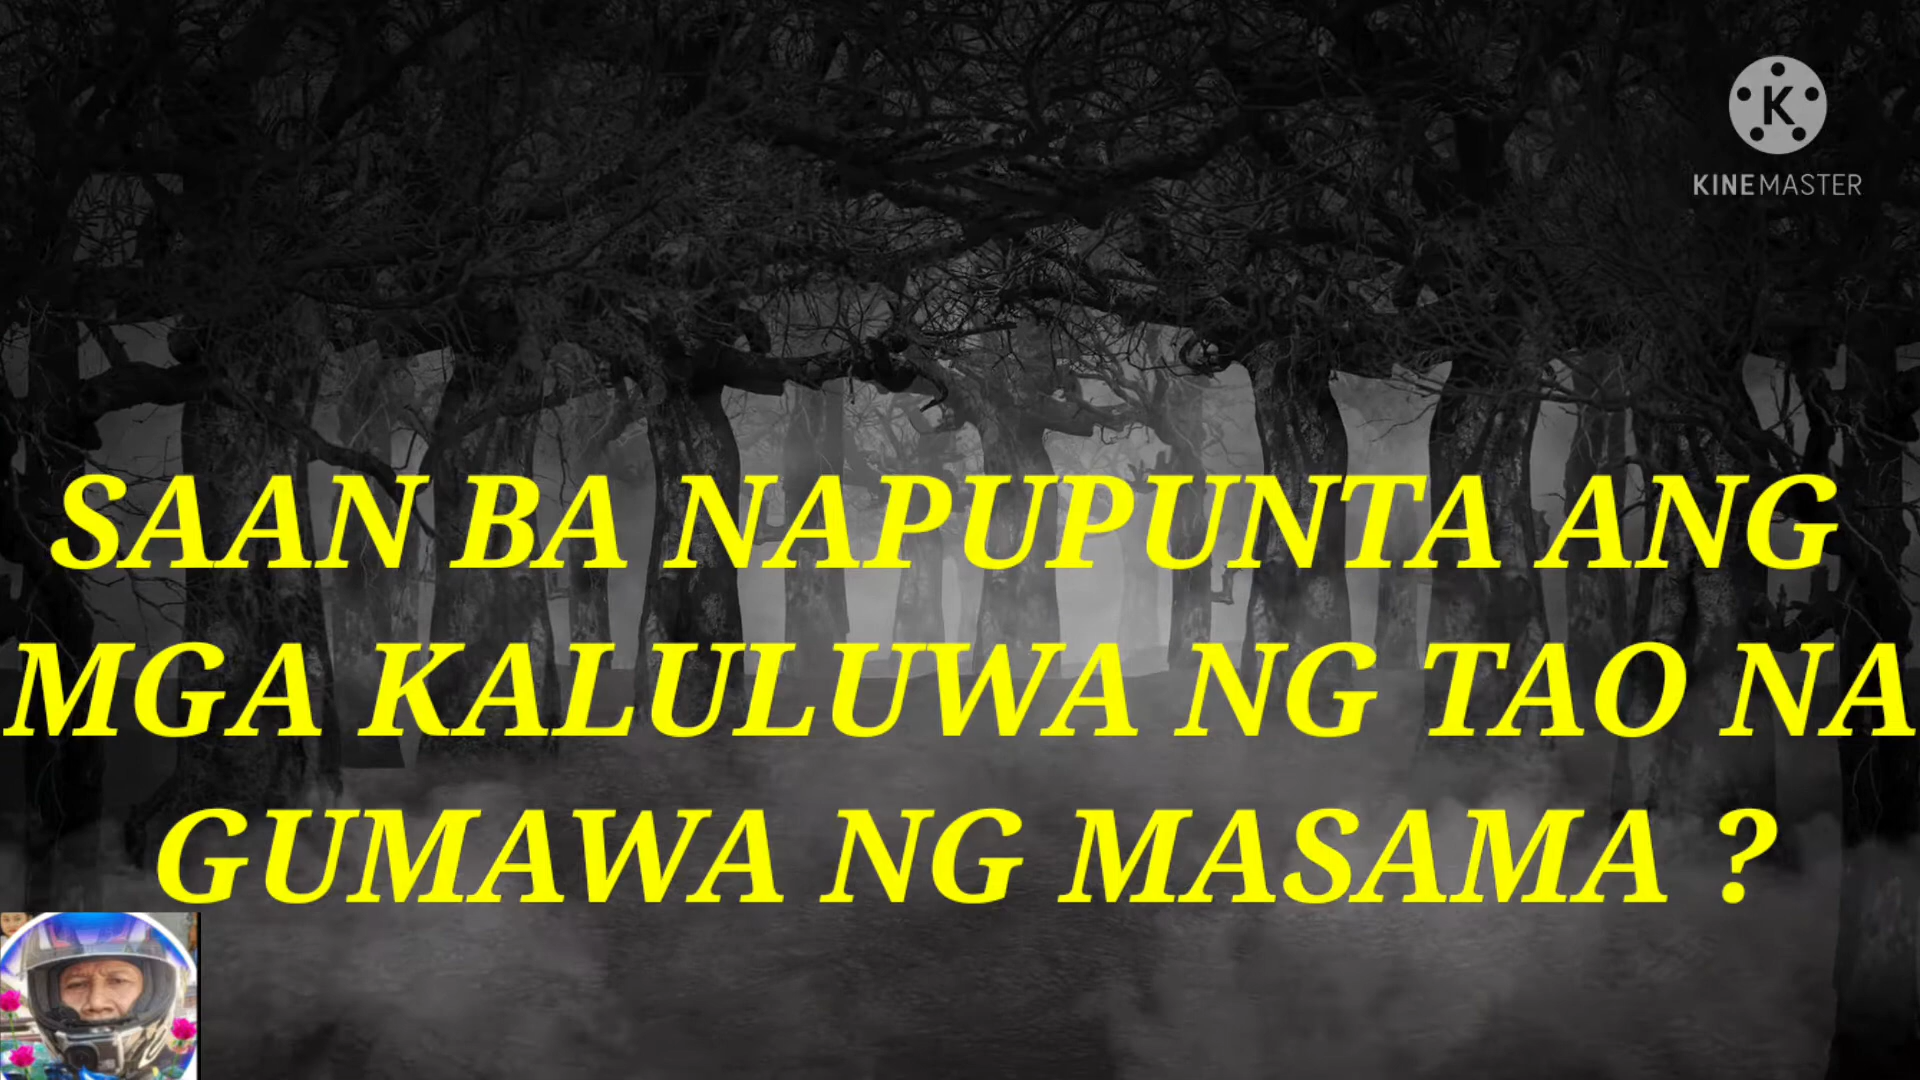 K
KINEMASTER
SAAN BA NAPUPUNTA ANG
MGA KALULUWA NG TAO NA
GUMAWA NG MASAMA ?